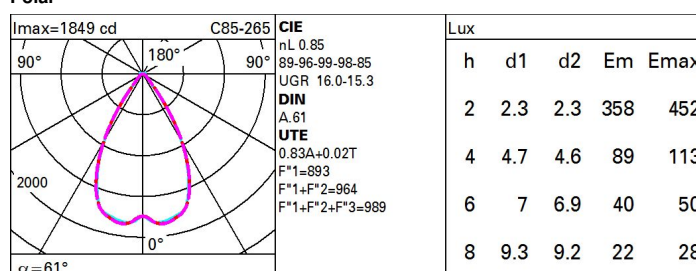 Polar
Imax=1849 cd C85-265
90° 180° 90°
2000
0°
α=61°
CIE
nL 0.85
89-96-99-98-85
UGR 16.0-15.3
DIN
A.61
UTE
0.83A+0.02T
F"1=893
F"1+F"2=964
F"1+F"2+F"3=989
Lux
h d1 d2 Em Emax
2 2.3 2.3 358 452
4 4.7 4.6 89 113
6 7 6.9 40 50
8 9.3 9.2 22 28